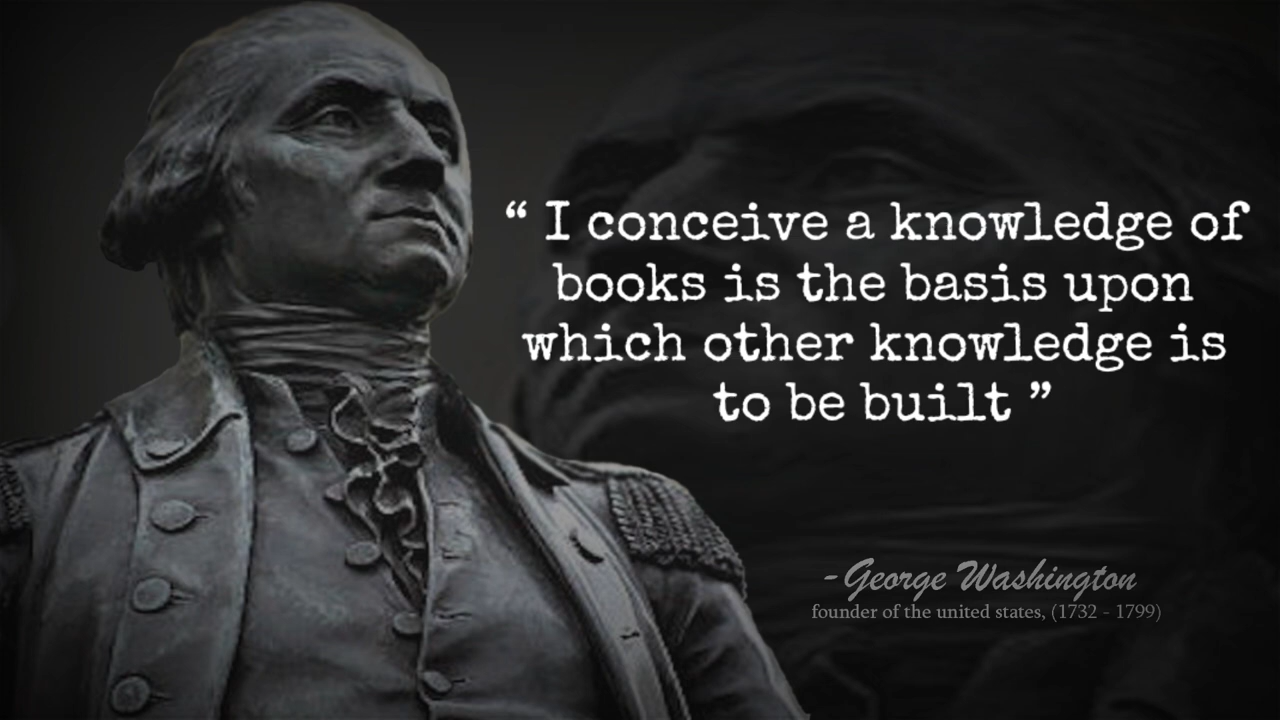 “ I conceive a knowledge of
books is the basis upon
which other knowledge is
to be built ”
-George Washington
founder of the united states, (1732 - 1799)